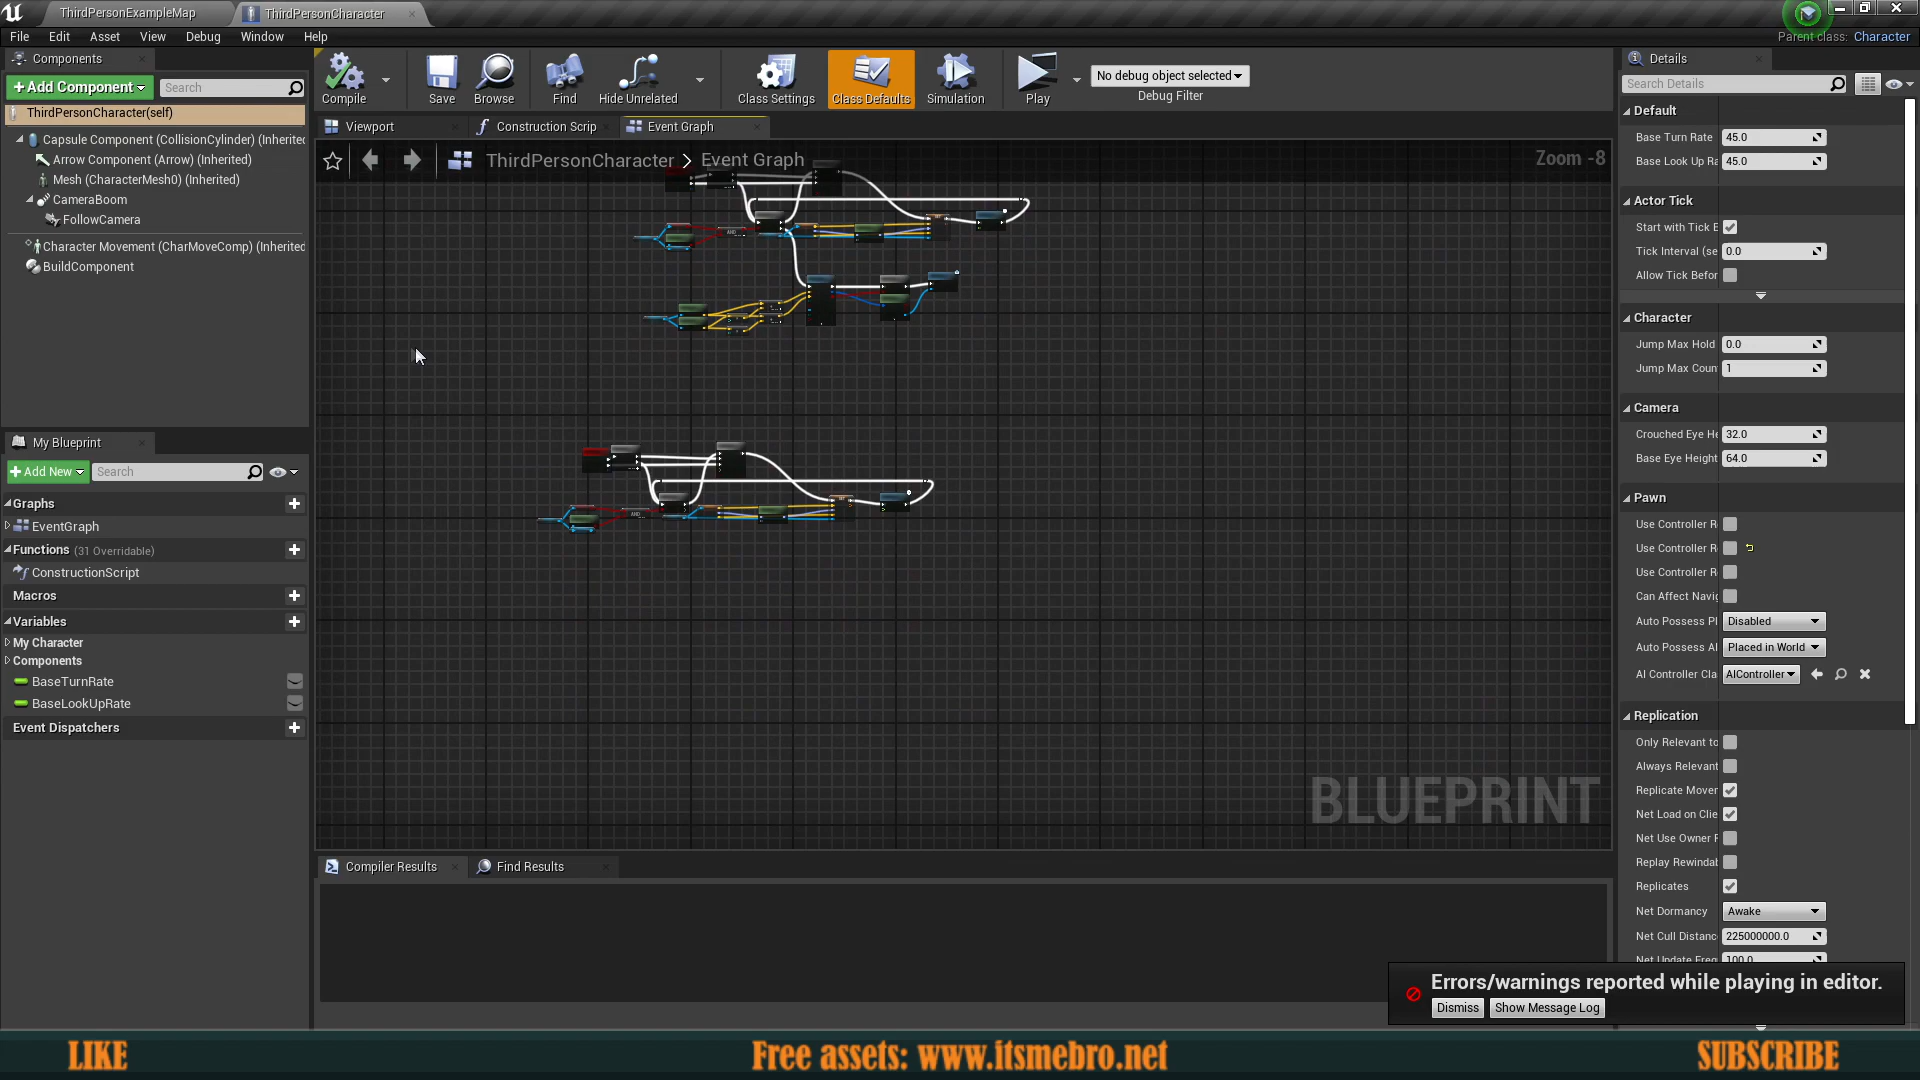 ThirdPersonExampleMap
ThirdPersonCharacter
File Edit Asset View Debug Window Help
Parent class: Character
Components
+Add Component
Search
ThirdPersonCharacter(self)
Capsule Component (CollisionCylinder) (Inherited
Arrow Component (Arrow) (Inherited)
Mesh (CharacterMesh0) (Inherited)
CameraBoom
FollowCamera
Character Movement (CharMoveComp) (Inherited
BuildComponent
My Blueprint
+Add New
Search
Graphs
EventGraph
Functions (31 Overridable)
ConstructionScript
Macros
Variables
My Character
Components
BaseTurnRate
BaseLookUpRate
Event Dispatchers
Compile
Save
Browse
Find
Hide Unrelated
Class Settings
Class Defaults
Simulation
Play
No debug object selected
Debug Filter
Viewport
Construction Scrip
Event Graph
ThirdPersonCharacter > Event Graph
Zoom -8
AND
AND
BLUEPRINT
Compiler Results
Find Results
Details
Search Details
Default
Base Turn Rate 45.0
Base Look Up Ra 45.0
Actor Tick
Start with Tick E
Tick Interval (se 0.0
Allow Tick Befor
Character
Jump Max Hold 0.0
Jump Max Coun 1
Camera
Crouched Eye He 32.0
Base Eye Height 64.0
Pawn
Use Controller R
Use Controller R
Use Controller R
Can Affect Navig
Auto Possess Pl Disabled
Auto Possess AI Placed in World
AI Controller Cla AIController
Replication
Only Relevant to
Always Relevant
Replicate Mover
Net Load on Clie
Net Use Owner F
Replay Rewindab
Replicates
Net Dormancy Awake
Net Cull Distanc 225000000.0
Net Update Freq 100.0
Errors/warnings reported while playing in editor.
Dismiss
Show Message Log
LIKE
Free assets: www.itsmebro.net
SUBSCRIBE